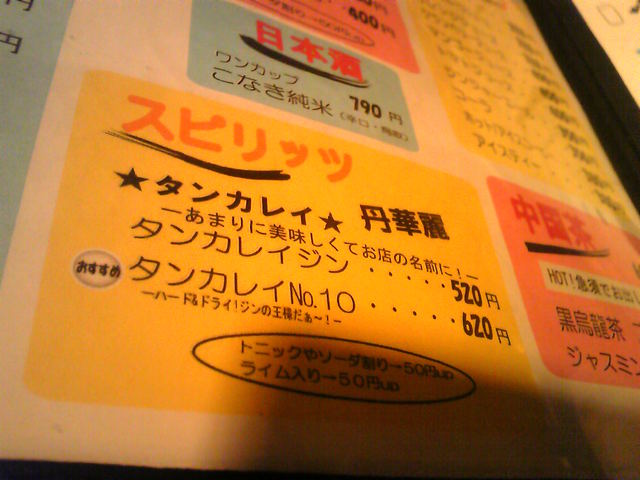 円
円
400円
日本酒
ワンカップ
こなき純米 (辛口・鳥取) 790円
スピリッツ
★タンカレイ★ 丹華麗
ーあまりに美味しくてお店の名前に!ー
タンカレイジン ・・・・・520円
おすすめ タンカレイNo.10 ・・・・・620円
ーハード&ドライ!ジンの王様だぁ〜!ー
トニックやソーダ割り→50円up
ライム入り→50円up
アイスティー
中国茶
HOT!急須で
黒烏龍茶
ジャスミン